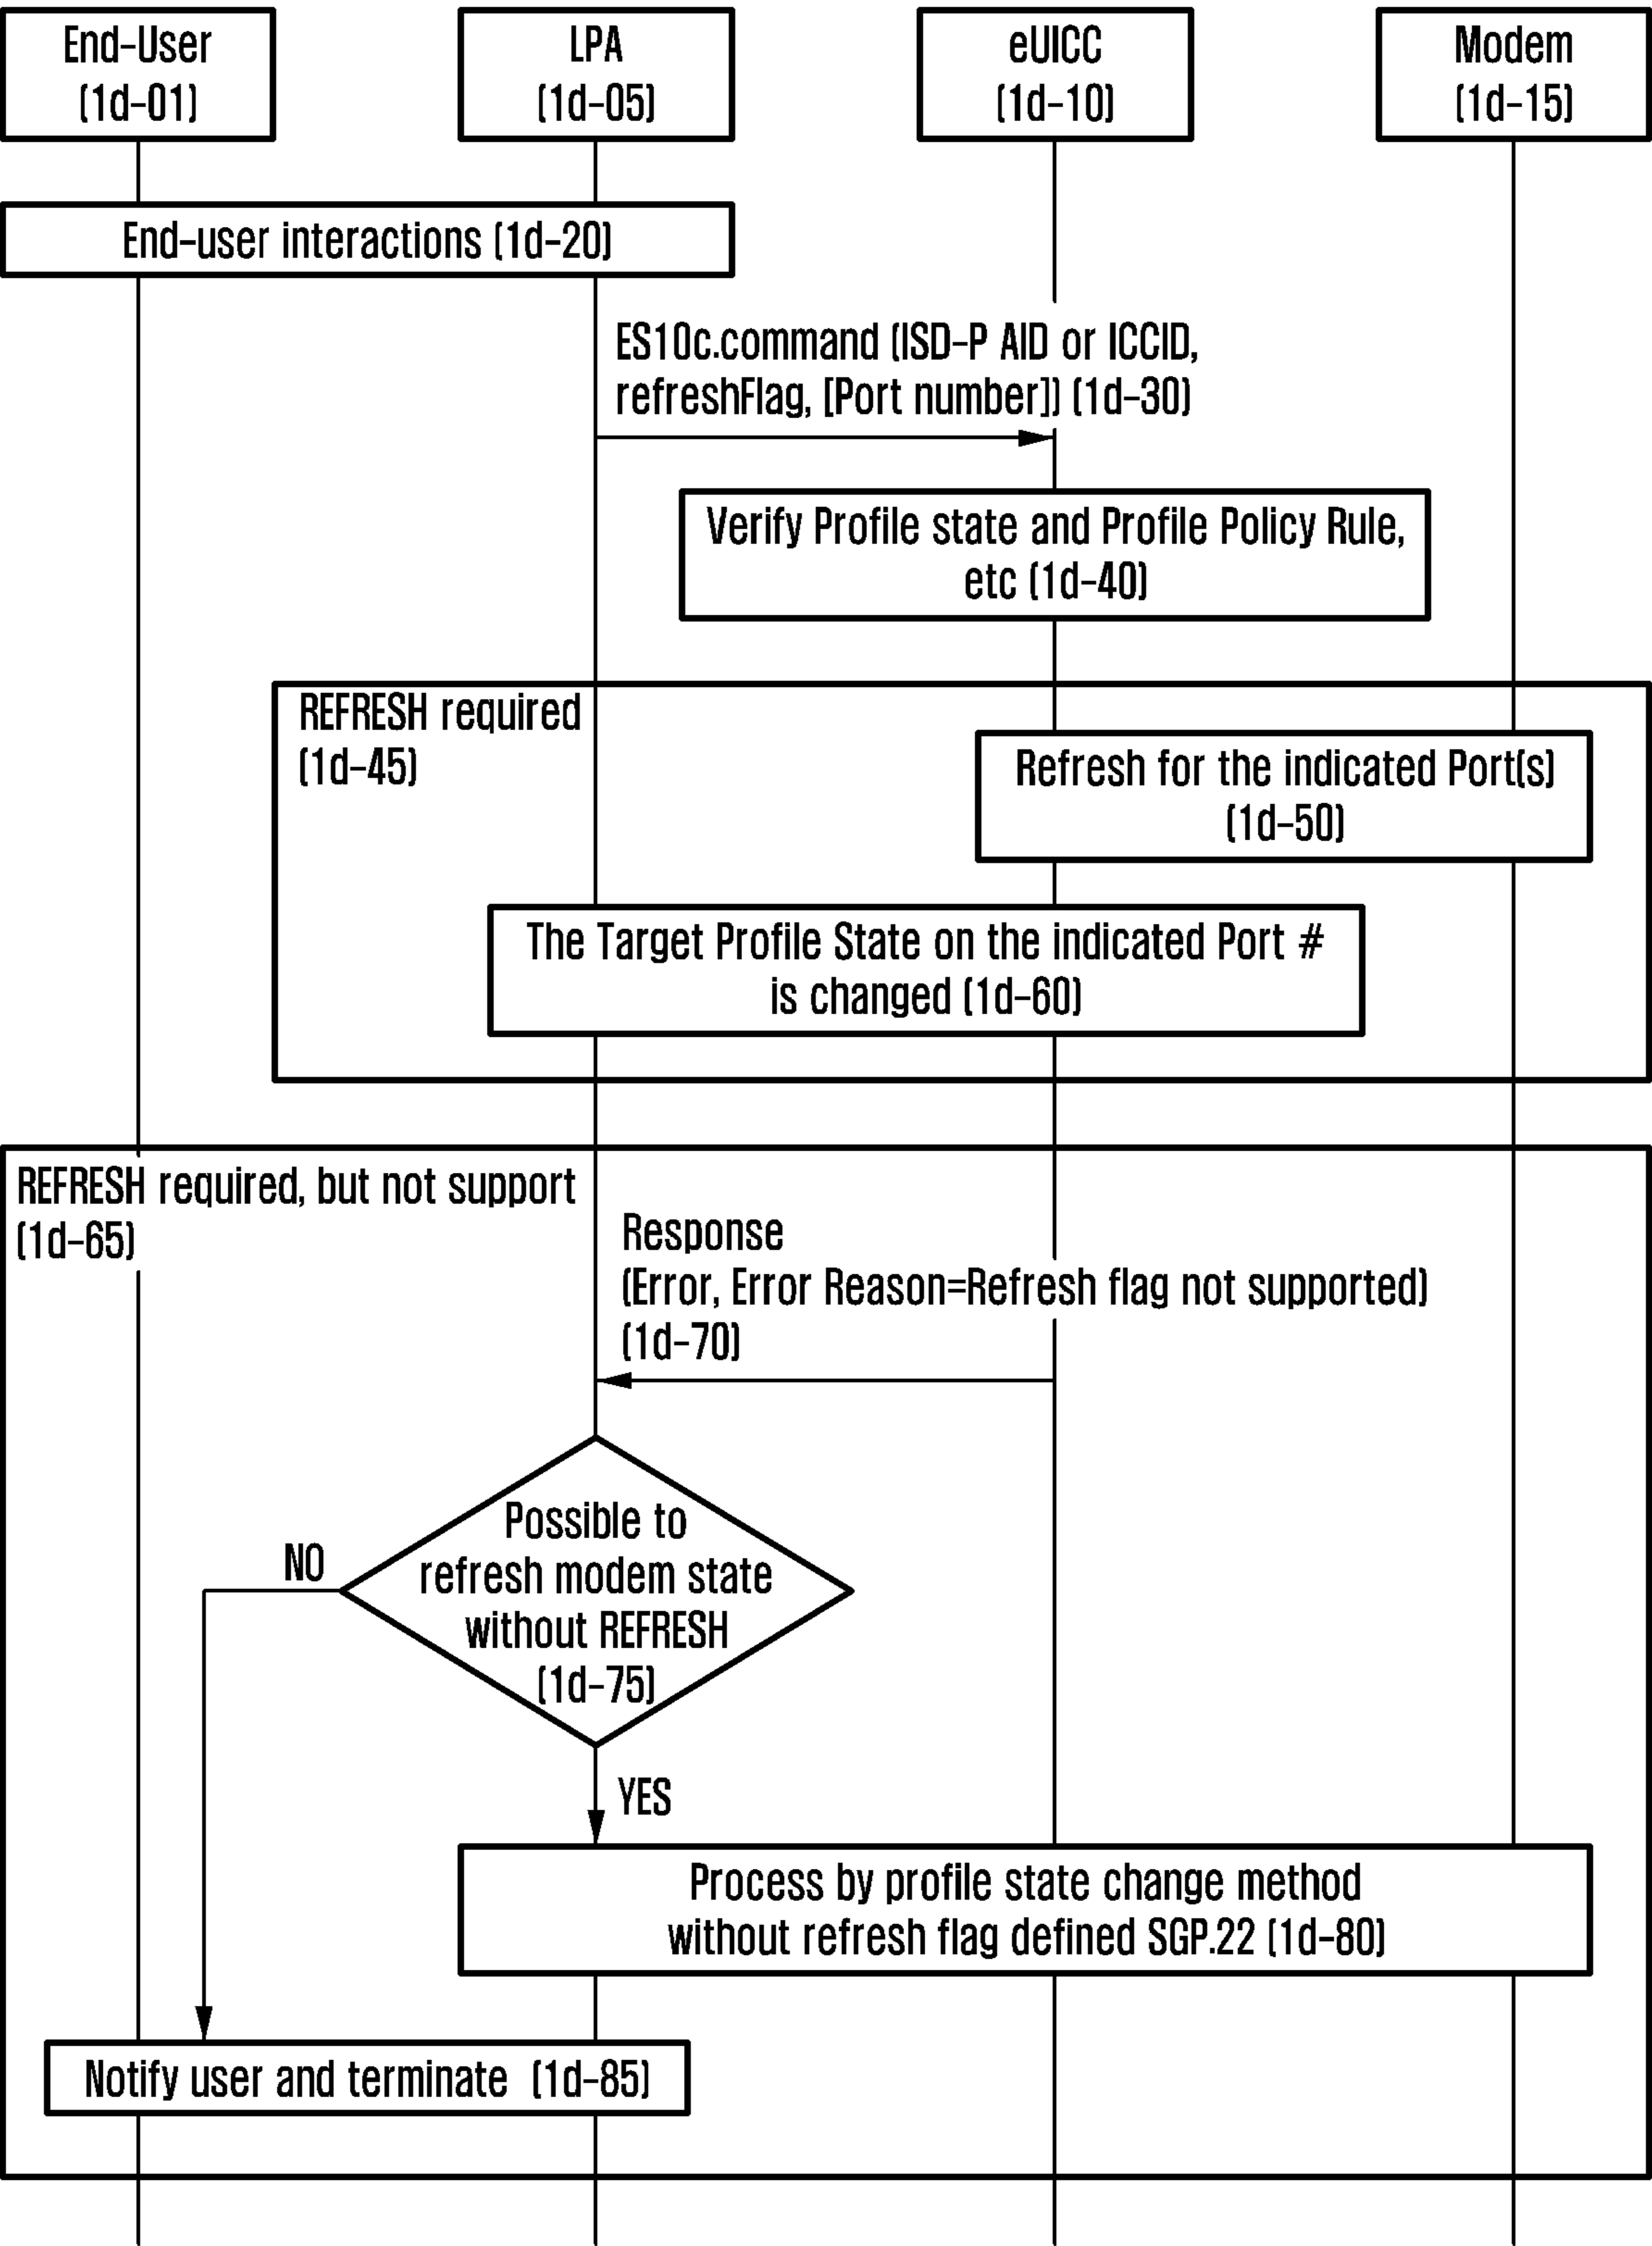 End-User
(1d-01)
LPA
(1d-05)
eUICC
(1d-10)
Modem
(1d-15)
End-user interactions (1d-20)
ES10c.command (ISD-P AID or ICCID,
refreshFlag, [Port number]) (1d-30)
Verify Profile state and Profile Policy Rule,
etc (1d-40)
REFRESH required
(1d-45)
Refresh for the indicated Port(s)
(1d-50)
The Target Profile State on the indicated Port #
is changed (1d-60)
REFRESH required, but not support
(1d-65)
Response
(Error, Error Reason=Refresh flag not supported)
(1d-70)
Possible to
refresh modem state
without REFRESH
(1d-75)
NO
YES
Process by profile state change method
without refresh flag defined SGP.22 (1d-80)
Notify user and terminate (1d-85)